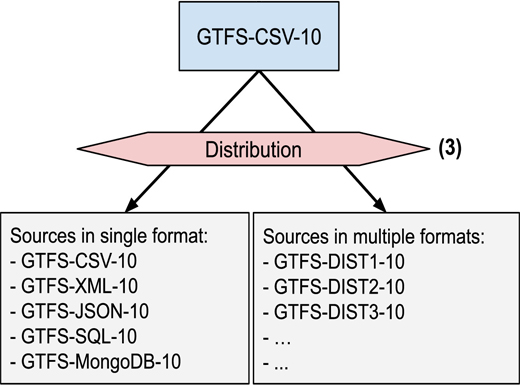 GTFS-CSV-10
Distribution
(3)
Sources in single format:
- GTFS-CSV-10
- GTFS-XML-10
- GTFS-JSON-10
- GTFS-SQL-10
- GTFS-MongoDB-10
Sources in multiple formats:
- GTFS-DIST1-10
- GTFS-DIST2-10
- GTFS-DIST3-10
- …
- ...